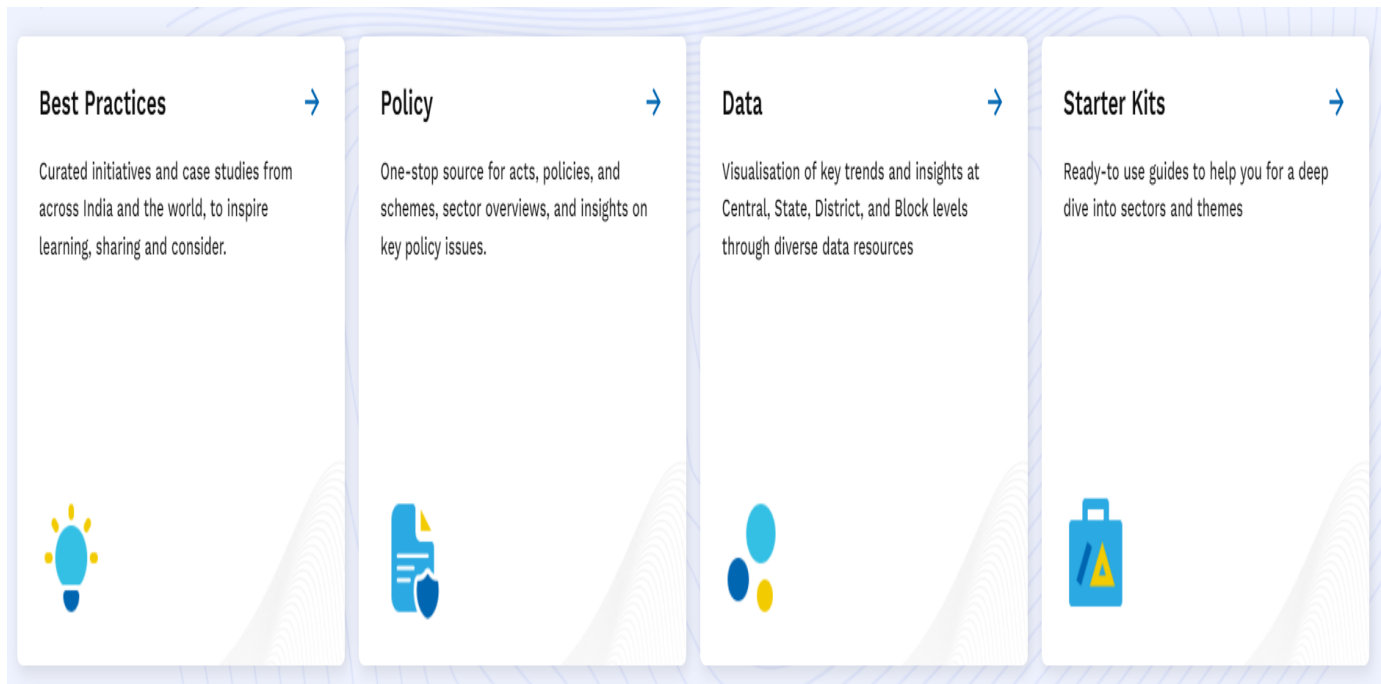 Best Practices
Curated initiatives and case studies from
across India and the world, to inspire
learning, sharing and consider.
Policy
One-stop source for acts, policies, and
schemes, sector overviews, and insights on
key policy issues.
Data
Visualisation of key trends and insights at
Central, State, District, and Block levels
through diverse data resources
Starter Kits
Ready-to use guides to help you for a deep
dive into sectors and themes